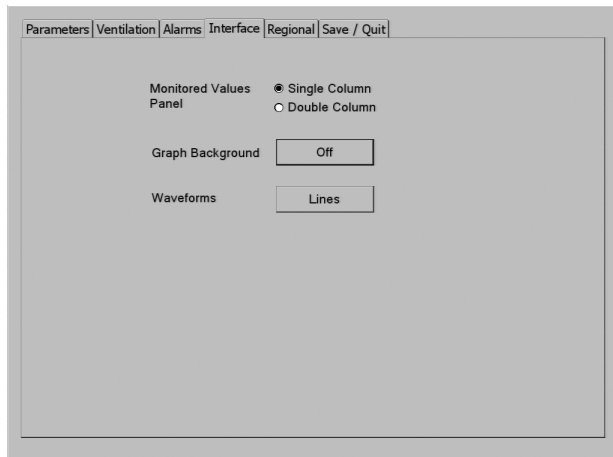 Parameters Ventilation Alarms Interface Regional Save / Quit
Monitored Values Panel
Single Column
Double Column
Graph Background Off
Waveforms Lines